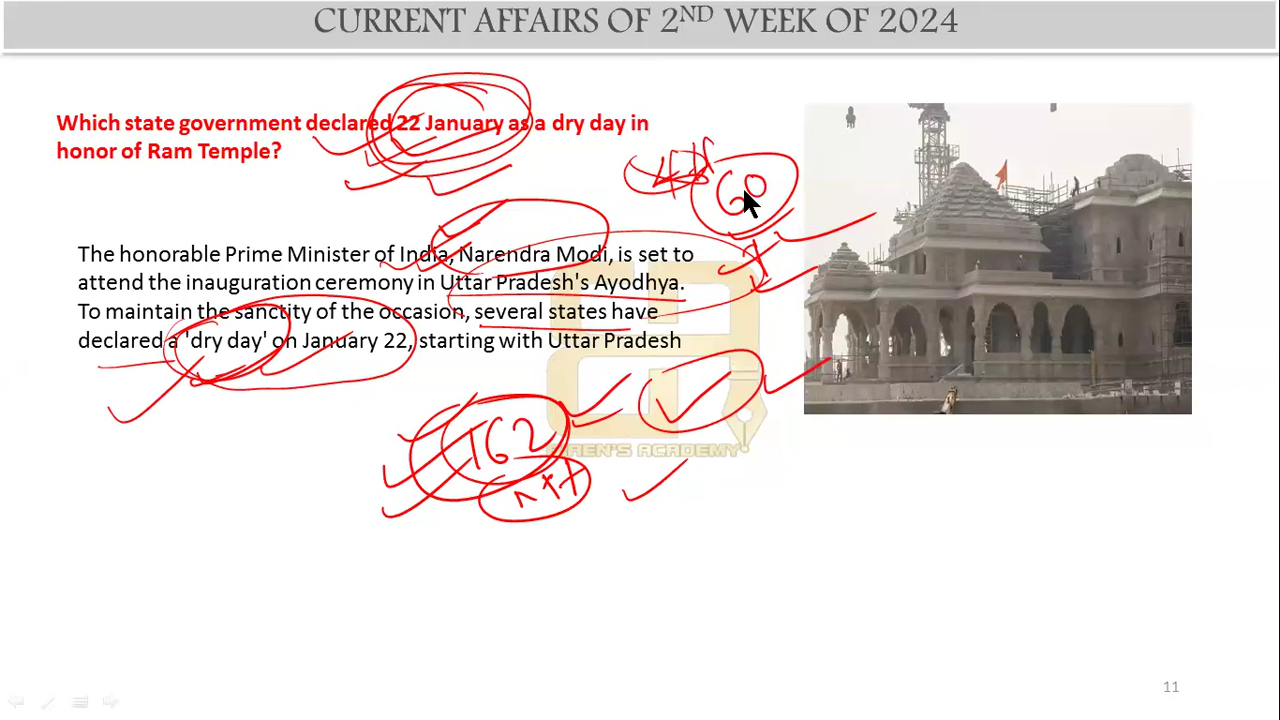 CURRENT AFFAIRS OF 2ND WEEK OF 2024
Which state government declared 22 January as a dry day in
honor of Ram Temple?
60
The honorable Prime Minister of India, Narendra Modi, is set to
attend the inauguration ceremony in Uttar Pradesh's Ayodhya.
To maintain the sanctity of the occasion, several states have
declared a 'dry day' on January 22, starting with Uttar Pradesh
162
ACADEMY
11